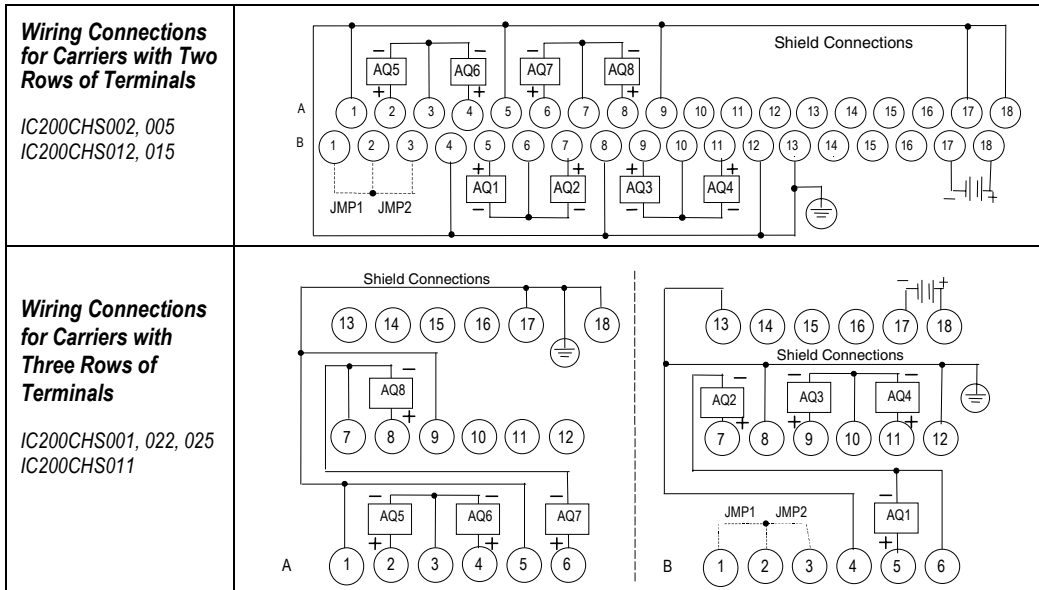 Wiring Connections
for Carriers with Two
Rows of Terminals
IC200CHS002, 005
IC200CHS012, 015
Shield Connections
− − − −
AQ5 AQ6 AQ7 AQ8
+ + + +
A 1 2 3 4 5 6 7 8 9 10 11 12 13 14 15 16 17 18
B 1 2 3 4 5 6 7 8 9 10 11 12 13 14 15 16 17 18
+ + + +
AQ1 AQ2 AQ3 AQ4
− − − −
JMP1 JMP2
− +
Wiring Connections
for Carriers with
Three Rows of
Terminals
IC200CHS001, 022, 025
IC200CHS011
Shield Connections
13 14 15 16 17 18
−
AQ8
+
7 8 9 10 11 12
− − −
AQ5 AQ6 AQ7
+ + +
A 1 2 3 4 5 6
− +
13 14 15 16 17 18
Shield Connections
− − −
AQ2 AQ3 AQ4
+ + +
7 8 9 10 11 12
−
JMP1 JMP2 AQ1
+
B 1 2 3 4 5 6